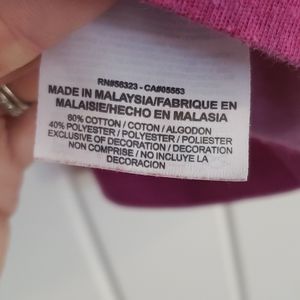 RN#56323 - CA#05553
MADE IN MALAYSIA/FABRIQUE EN
MALAISIE/HECHO EN MALASIA
60% COTTON / COTON / ALGODON
40% POLYESTER / POLYESTER / POLIESTER
EXCLUSIVE OF DECORATION / DECORATION
NON COMPRISE / NO INCLUYE LA
DECORACION